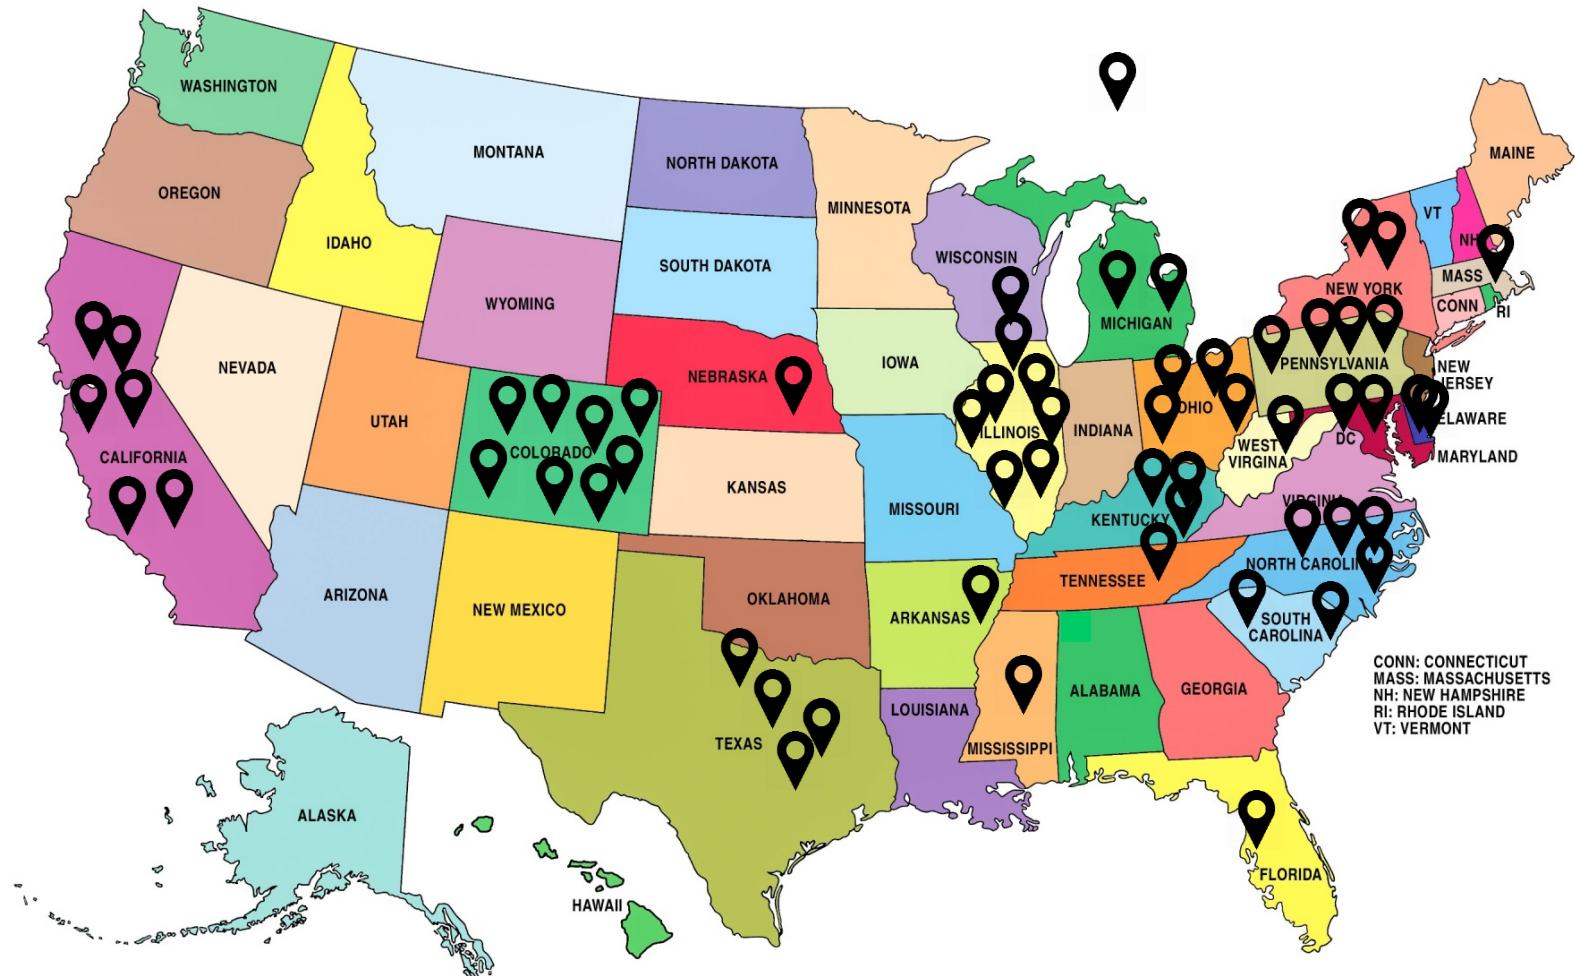 WASHINGTON
MONTANA
NORTH DAKOTA
MINNESOTA
MAINE
OREGON
IDAHO
WISCONSIN
VT
NH
SOUTH DAKOTA
WYOMING
MICHIGAN
NEW YORK
MASS
CONN
RI
NEVADA
IOWA
NEBRASKA
PENNSYLVANIA
NEW
JERSEY
UTAH
COLORADO
ILLINOIS
INDIANA
OHIO
ELAWARE
DC
WEST
VIRGINA
MARYLAND
CALIFORNIA
KANSAS
MISSOURI
KENTUCKY
VIRGINIA
ARIZONA
NEW MEXICO
OKLAHOMA
TENNESSEE
NORTH CAROLIN
ARKANSAS
SOUTH
CAROLINA
TEXAS
LOUISIANA
MISSISSIPPI
ALABAMA
GEORGIA
CONN: CONNECTICUT
MASS: MASSACHUSETTS
NH: NEW HAMPSHIRE
RI: RHODE ISLAND
VT: VERMONT
ALASKA
HAWAII
FLORIDA